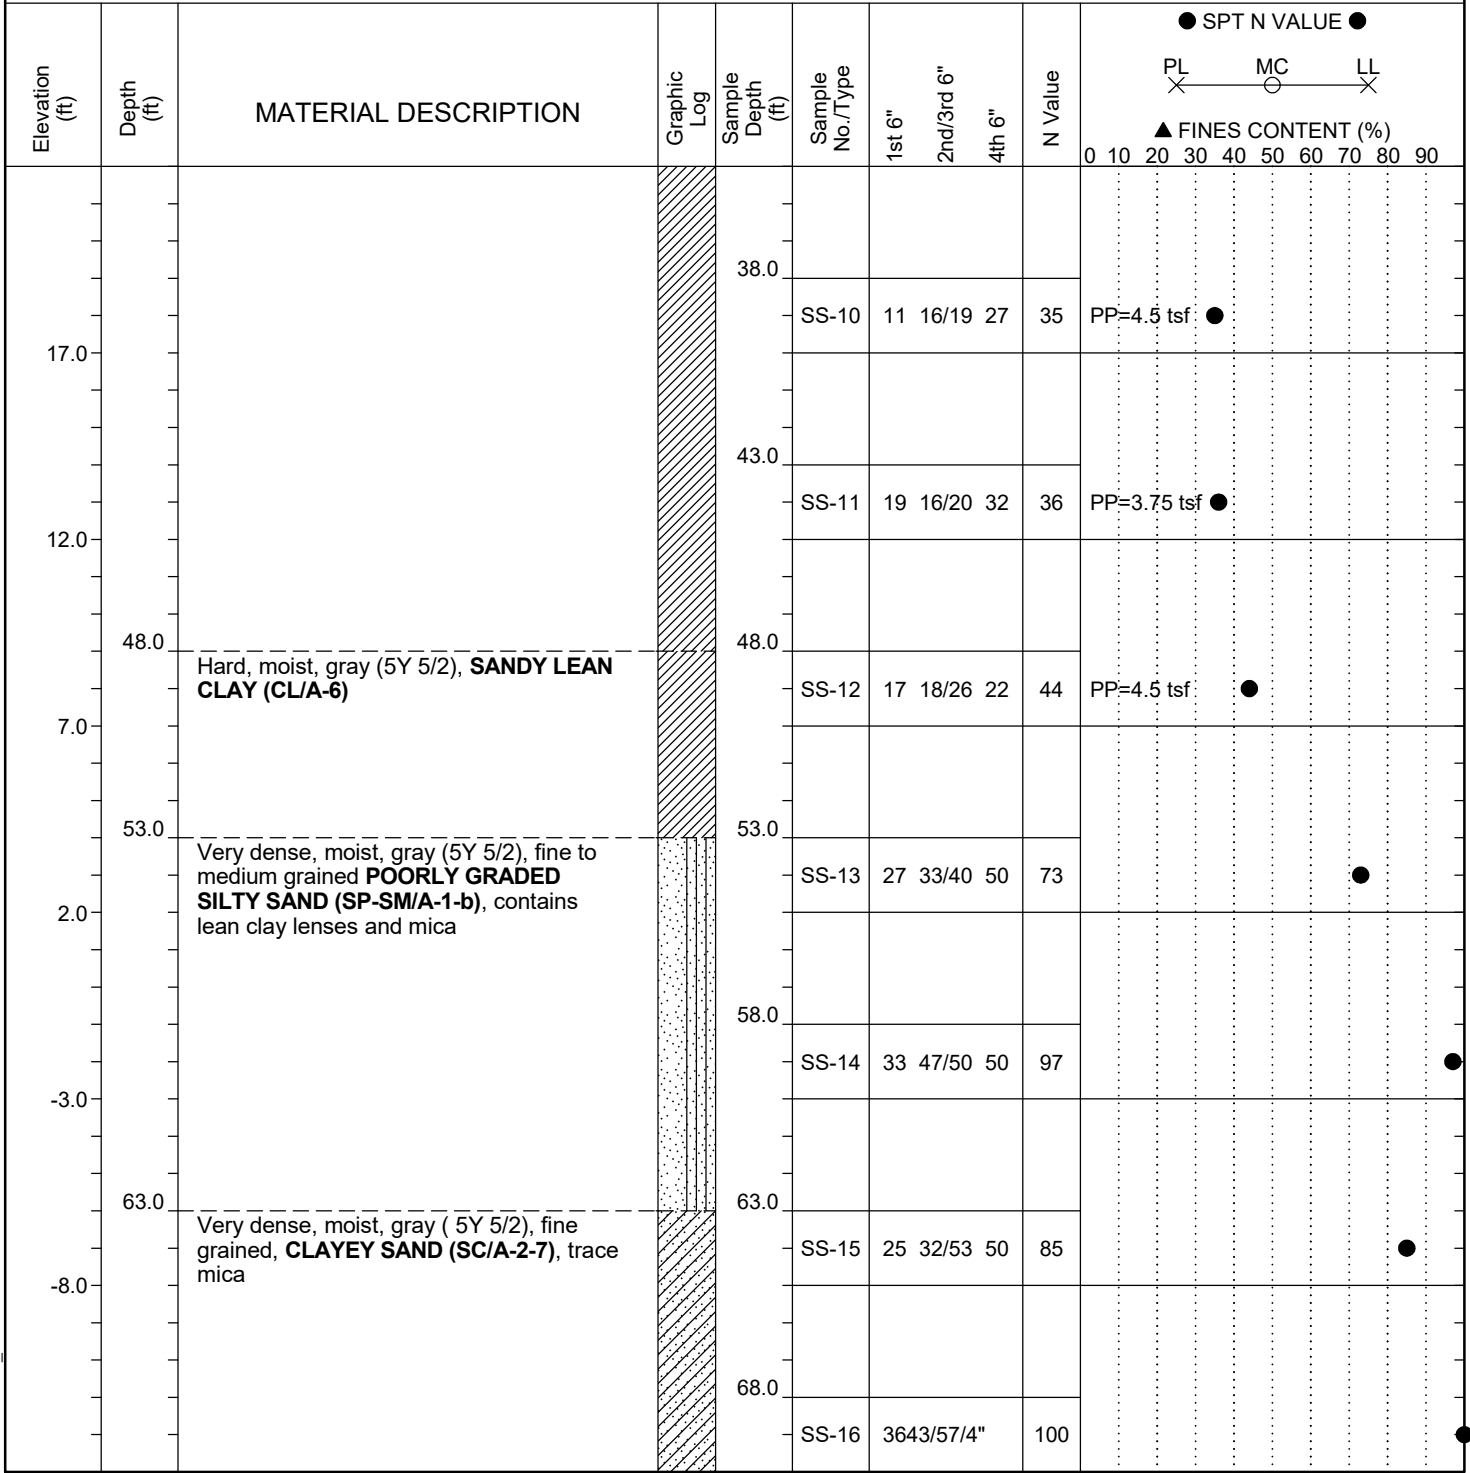 Elevation (ft)
Depth (ft)
MATERIAL DESCRIPTION
Graphic Log
Sample Depth (ft)
Sample No./Type
1st 6"
2nd/3rd 6"
4th 6"
N Value
● SPT N VALUE ●
PL MC LL
▲ FINES CONTENT (%)
0 10 20 30 40 50 60 70 80 90
38.0
SS-10 11 16/19 27 35 PP=4.5 tsf
17.0
43.0
SS-11 19 16/20 32 36 PP=3.75 tsf
12.0
48.0 48.0
Hard, moist, gray (5Y 5/2), SANDY LEAN
CLAY (CL/A-6)
SS-12 17 18/26 22 44 PP=4.5 tsf
7.0
53.0 53.0
Very dense, moist, gray (5Y 5/2), fine to
medium grained POORLY GRADED
SILTY SAND (SP-SM/A-1-b), contains
lean clay lenses and mica
SS-13 27 33/40 50 73
2.0
58.0
SS-14 33 47/50 50 97
-3.0
63.0 63.0
Very dense, moist, gray ( 5Y 5/2), fine
grained, CLAYEY SAND (SC/A-2-7), trace
mica
SS-15 25 32/53 50 85
-8.0
68.0
SS-16 3643/57/4" 100